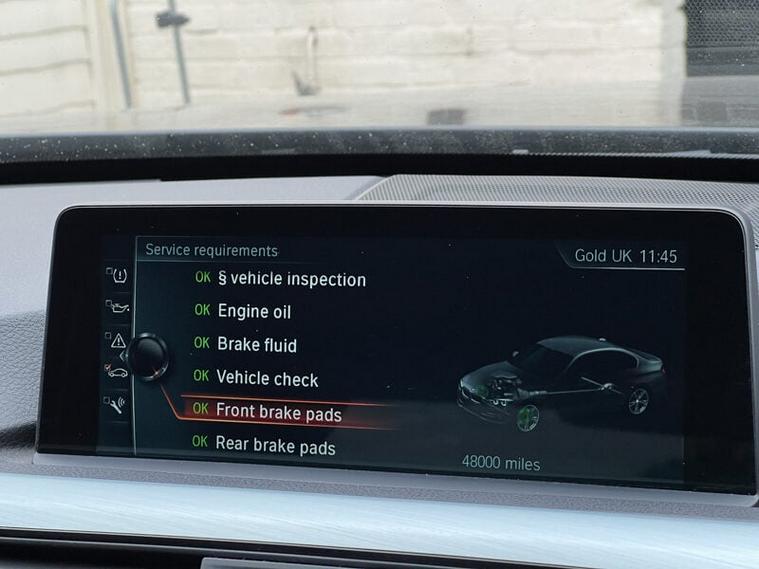 Service requirements
Gold UK 11:45
OK § vehicle inspection
OK Engine oil
OK Brake fluid
OK Vehicle check
OK Front brake pads
OK Rear brake pads
48000 miles